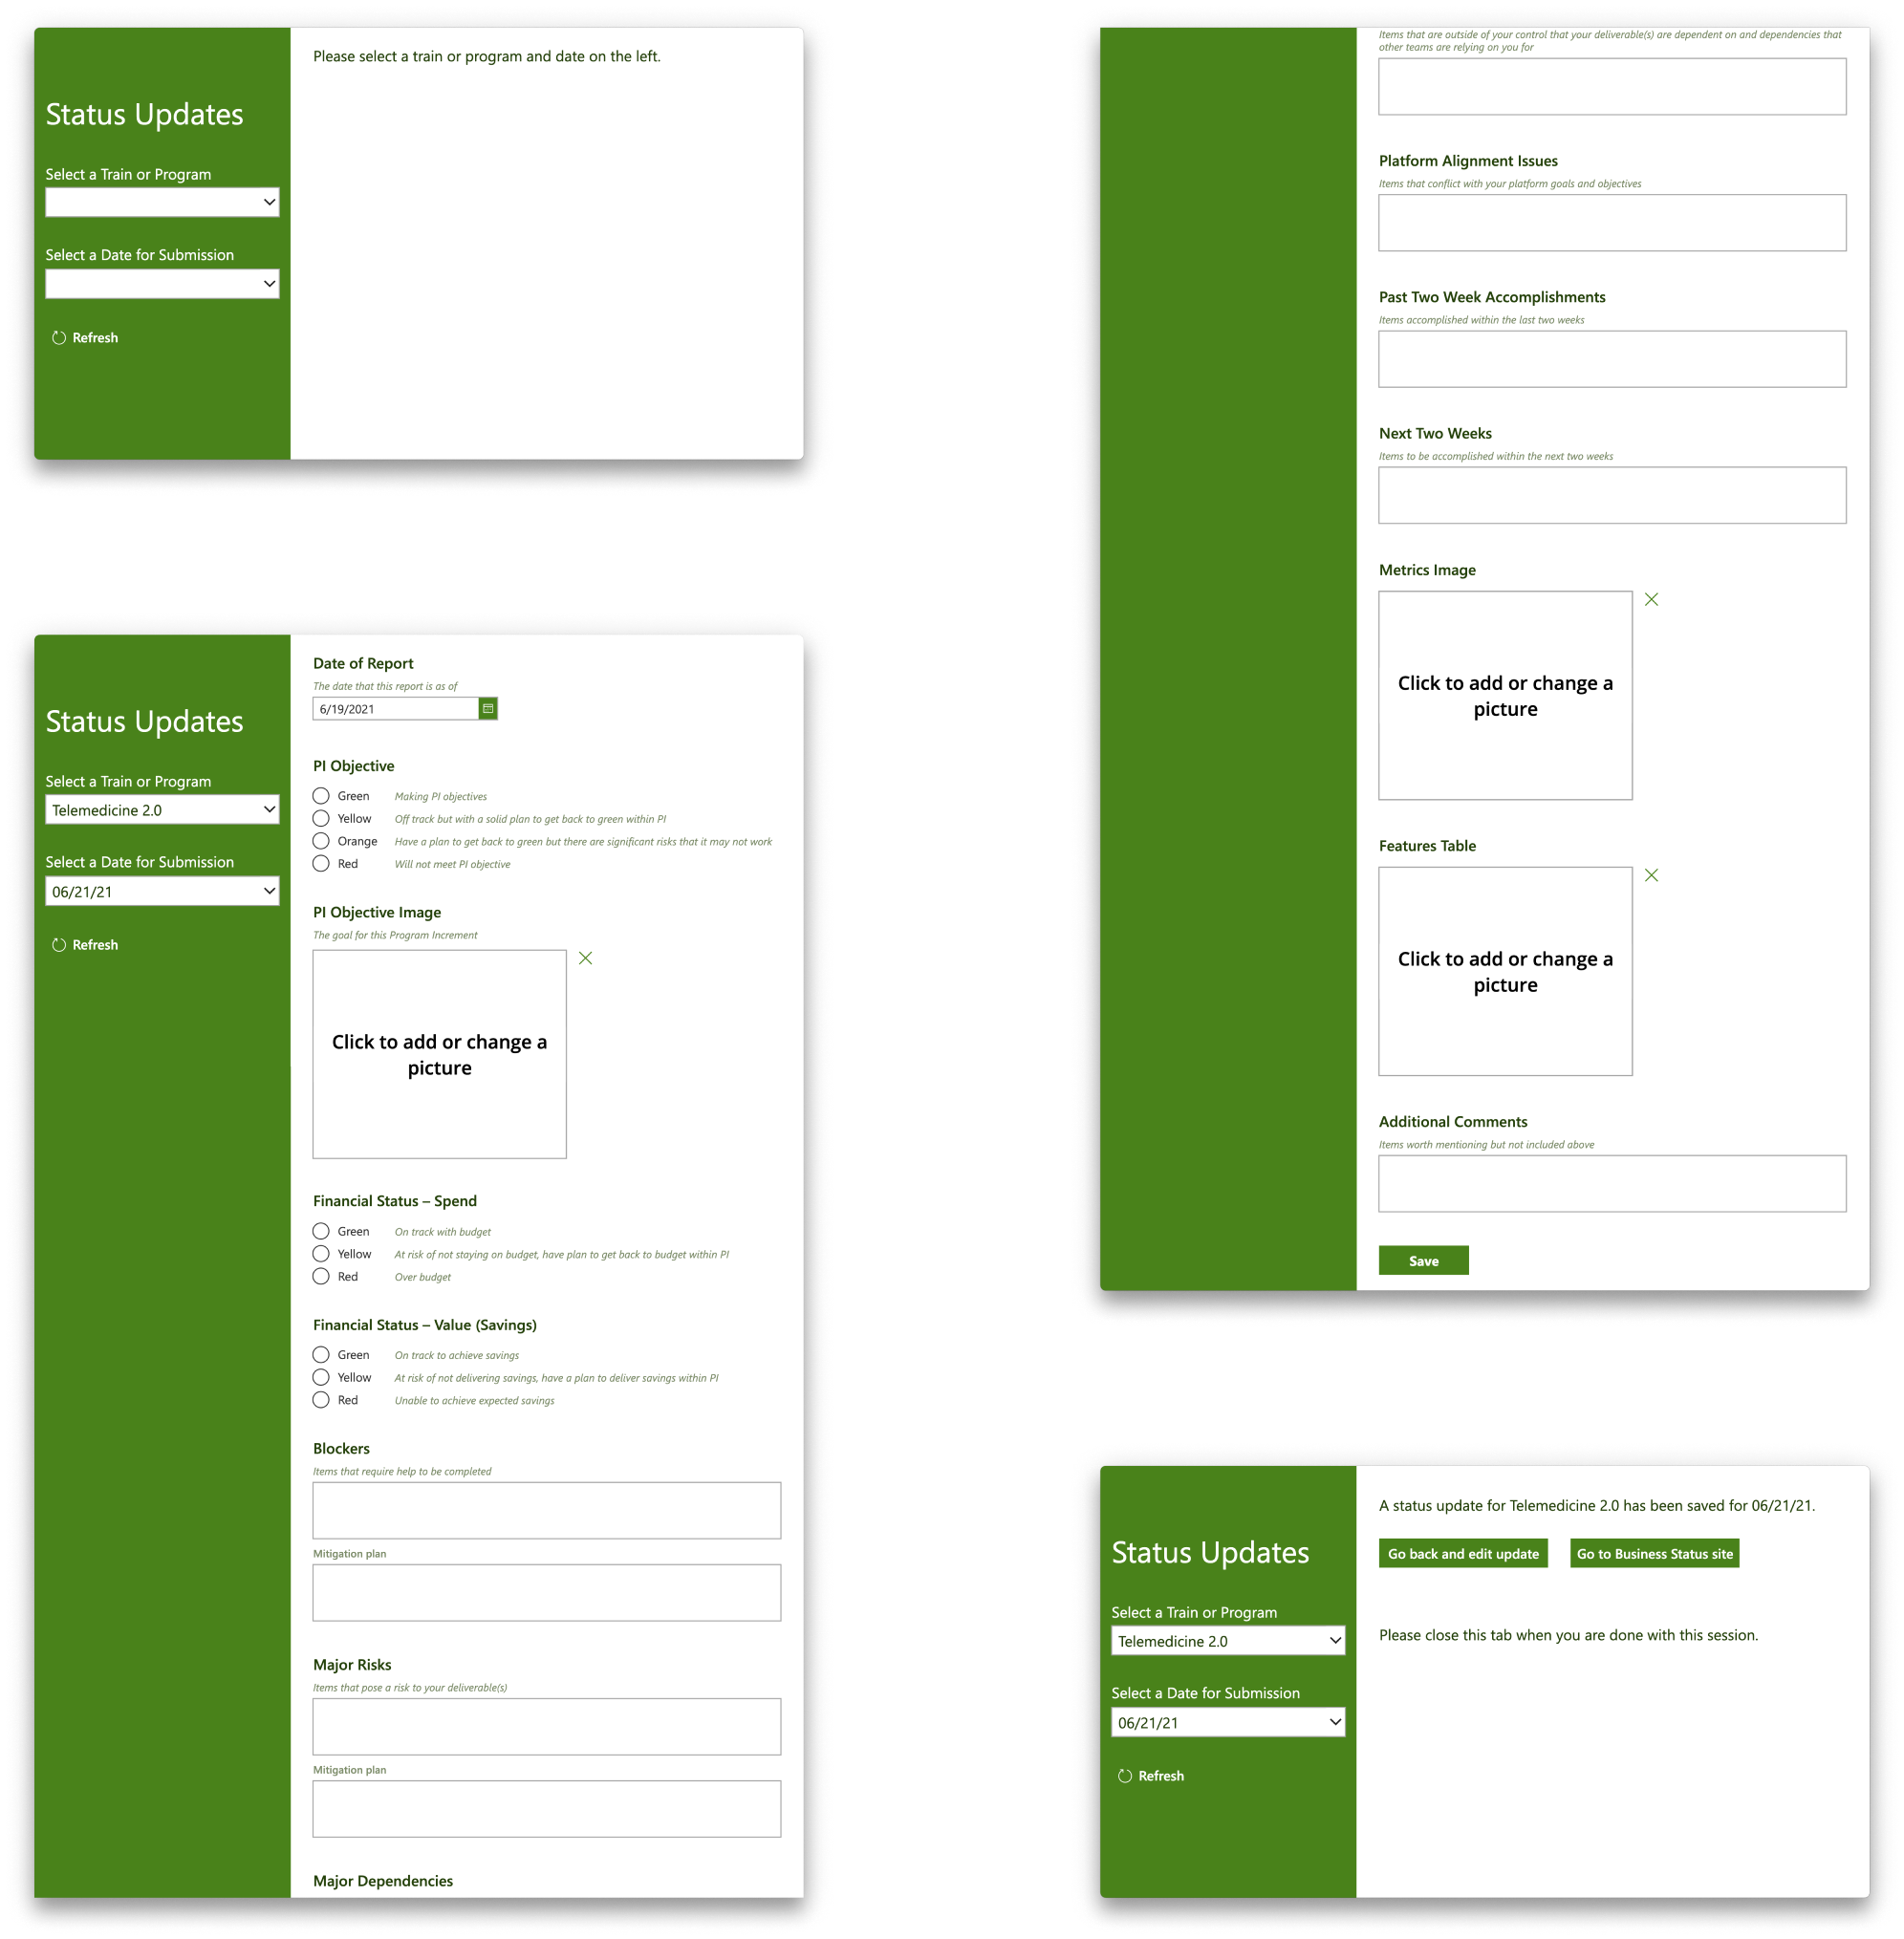 Status Updates
Select a Train or Program
Select a Date for Submission
Refresh
Please select a train or program and date on the left.
Status Updates
Select a Train or Program
Telemedicine 2.0
Select a Date for Submission
06/21/21
Refresh
Date of Report
The date that this report is as of
6/19/2021
PI Objective
Green Making PI objectives
Yellow Off track but with a solid plan to get back to green within PI
Orange Have a plan to get back to green but there are significant risks that it may not work
Red Will not meet PI objective
PI Objective Image
The goal for this Program Increment
Click to add or change a
picture
Financial Status – Spend
Green On track with budget
Yellow At risk of not staying on budget, have plan to get back to budget within PI
Red Over budget
Financial Status – Value (Savings)
Green On track to achieve savings
Yellow At risk of not delivering savings, have a plan to deliver savings within PI
Red Unable to achieve expected savings
Blockers
Items that require help to be completed
Mitigation plan
Major Risks
Items that pose a risk to your deliverable(s)
Mitigation plan
Major Dependencies
Items that are outside of your control that your deliverable(s) are dependent on and dependencies that
other teams are relying on you for
Platform Alignment Issues
Items that conflict with your platform goals and objectives
Past Two Week Accomplishments
Items accomplished within the last two weeks
Next Two Weeks
Items to be accomplished within the next two weeks
Metrics Image
Click to add or change a
picture
Features Table
Click to add or change a
picture
Additional Comments
Items worth mentioning but not included above
Save
Status Updates
Select a Train or Program
Telemedicine 2.0
Select a Date for Submission
06/21/21
Refresh
A status update for Telemedicine 2.0 has been saved for 06/21/21.
Go back and edit update Go to Business Status site
Please close this tab when you are done with this session.